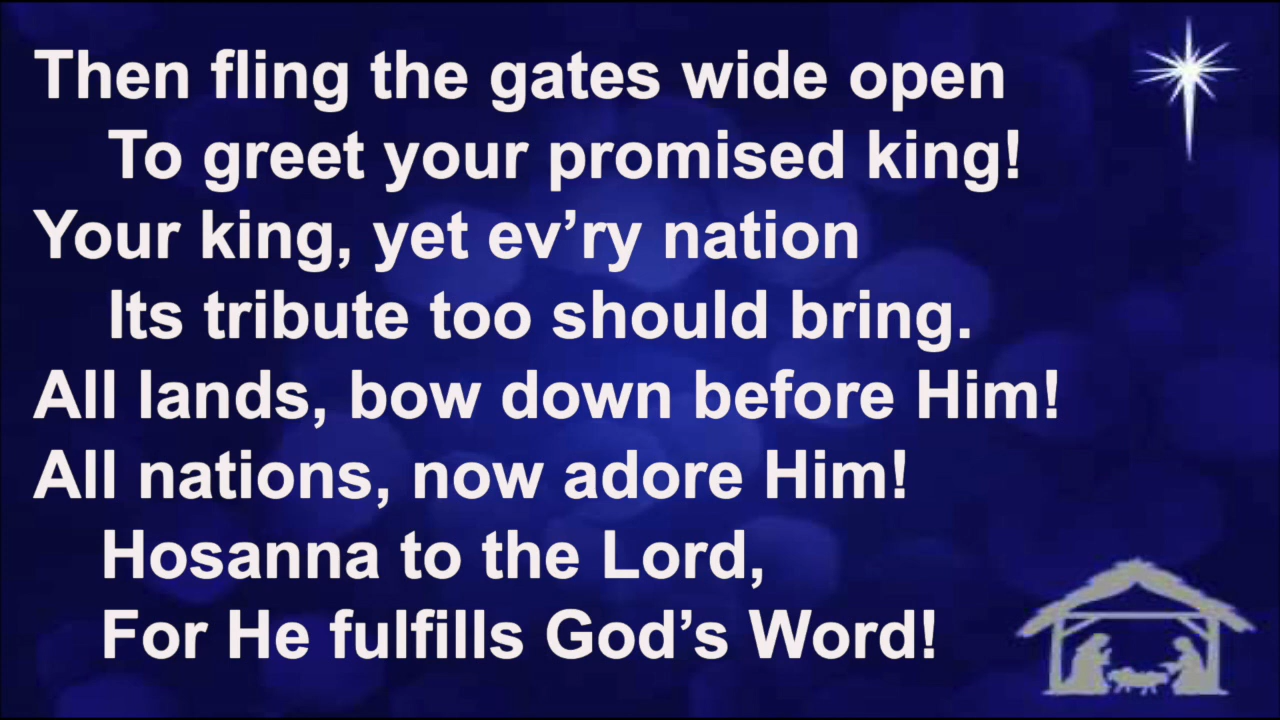 Then fling the gates wide open
To greet your promised king!
Your king, yet ev’ry nation
Its tribute too should bring.
All lands, bow down before Him!
All nations, now adore Him!
Hosanna to the Lord,
For He fulfills God’s Word!